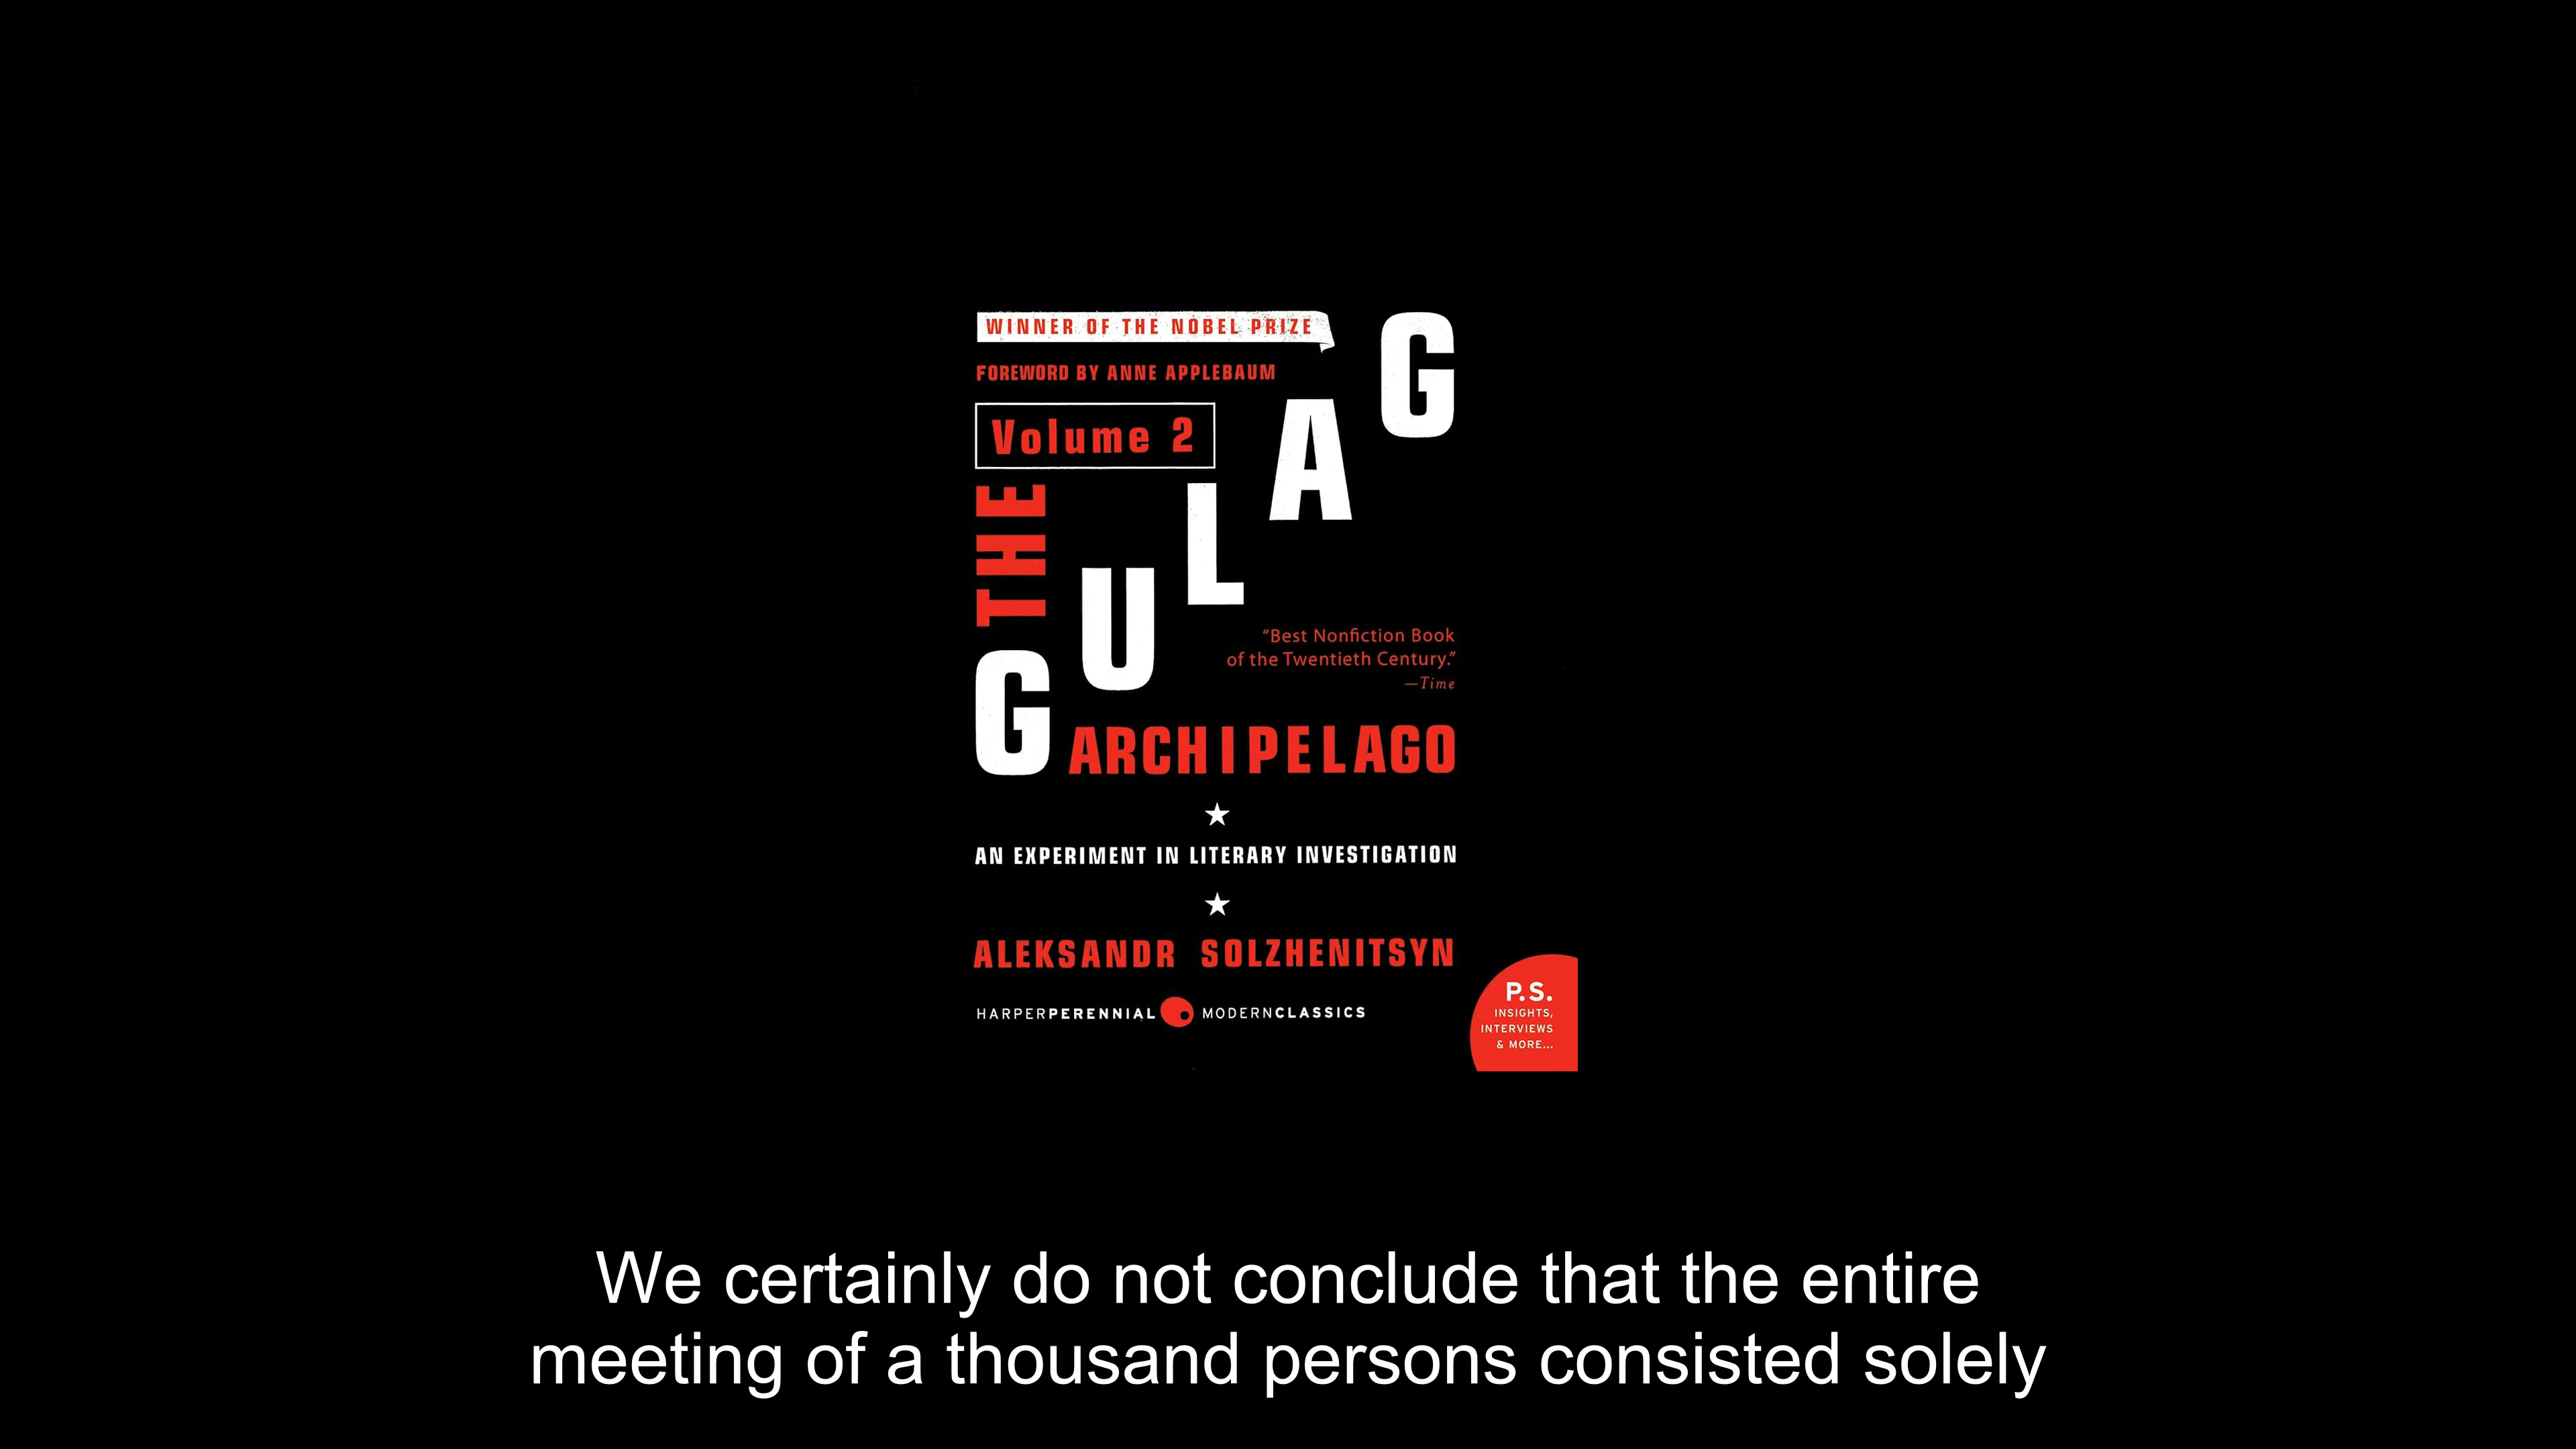 WINNER OF THE NOBEL PRIZE
FOREWORD BY ANNE APPLEBAUM
Volume 2
THE
GULAG
ARCHIPELAGO
"Best Nonfiction Book
of the Twentieth Century."
—Time
AN EXPERIMENT IN LITERARY INVESTIGATION
ALEKSANDR SOLZHENITSYN
HARPERPERENNIAL MODERNCLASSICS
P.S.
INSIGHTS,
INTERVIEWS
& MORE...
We certainly do not conclude that the entire
meeting of a thousand persons consisted solely